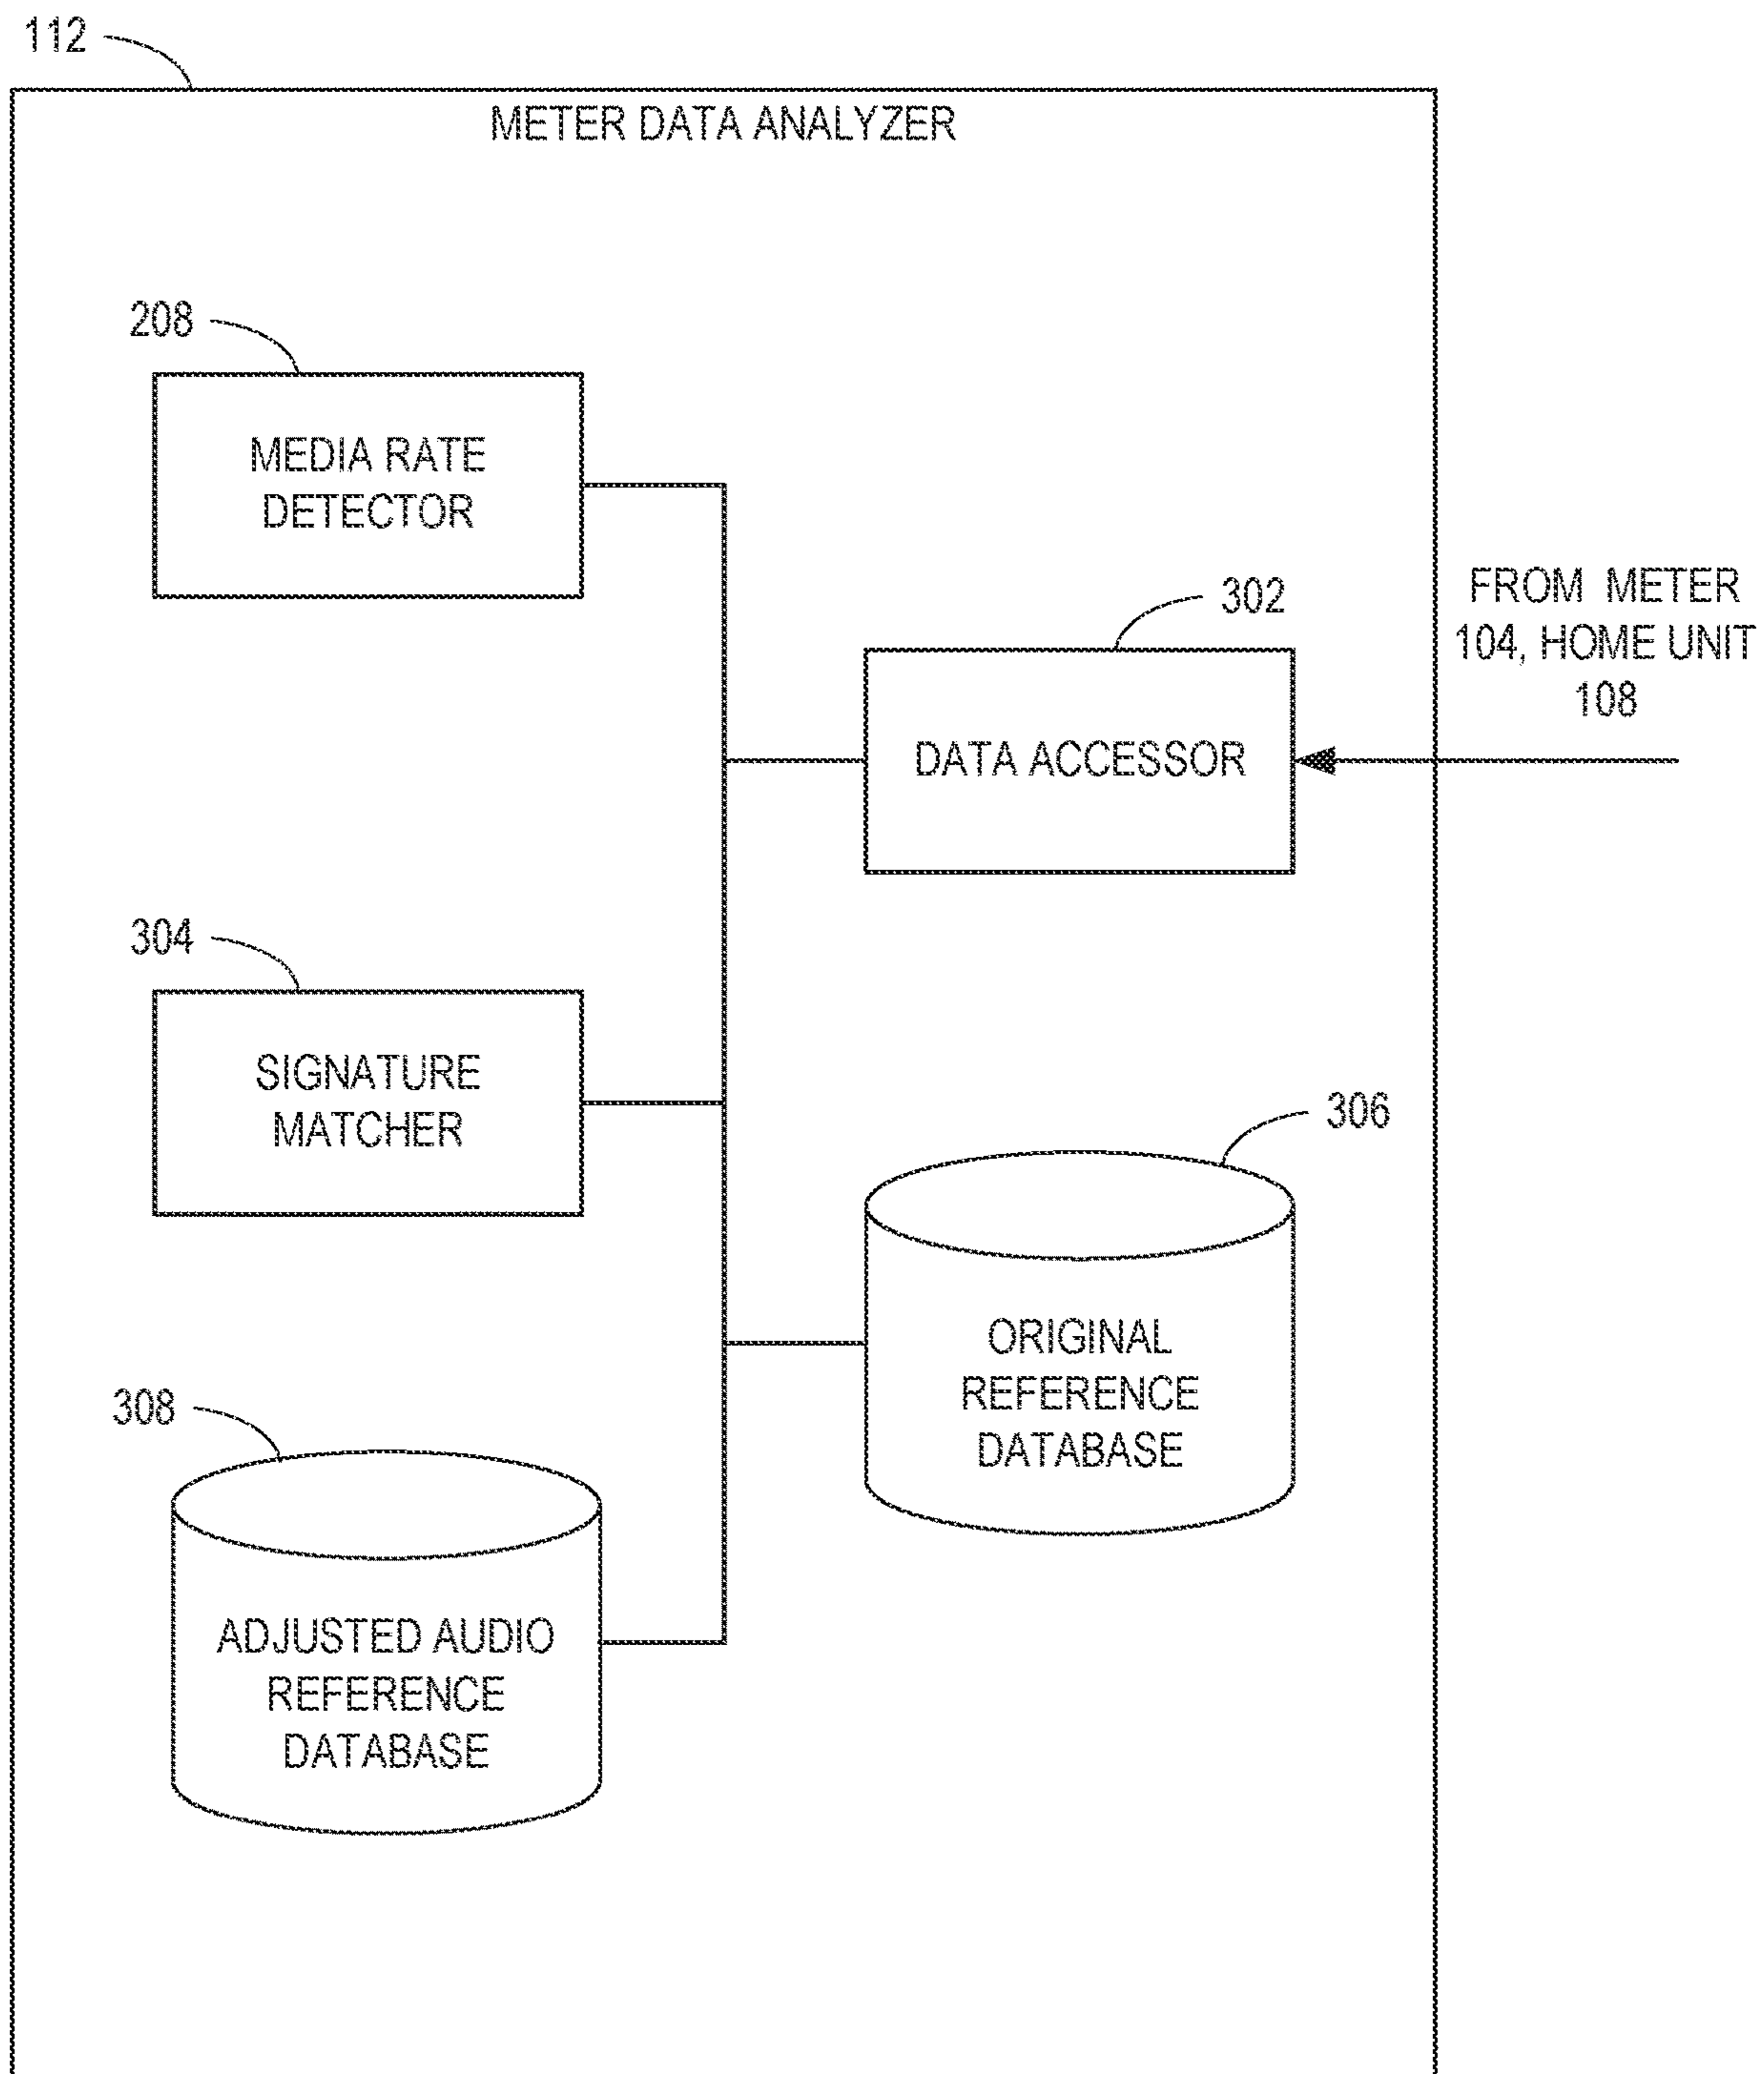 112
METER DATA ANALYZER
208
MEDIA RATE
DETECTOR
302
FROM METER
104, HOME UNIT
108
DATA ACCESSOR
304
SIGNATURE
MATCHER
306
ORIGINAL
REFERENCE
DATABASE
308
ADJUSTED AUDIO
REFERENCE
DATABASE